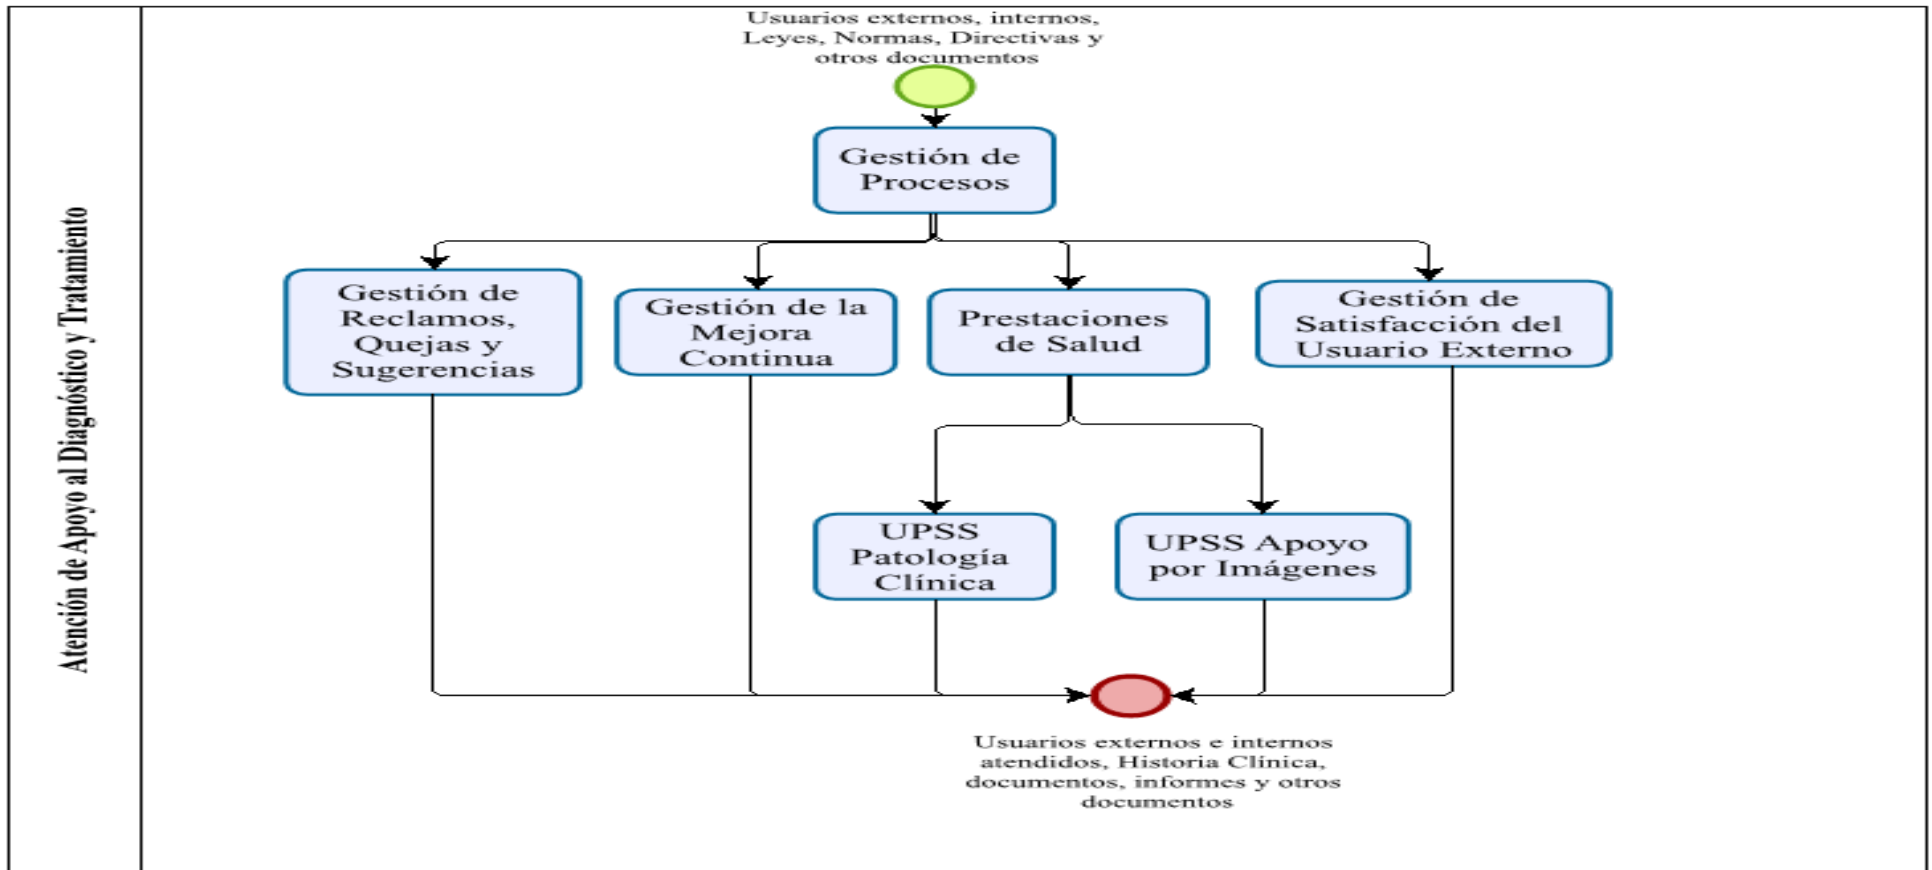 Usuarios externos, internos,
Leyes, Normas, Directivas y
otros documentos
Gestión de
Procesos
Atención de Apoyo al Diagnóstico y Tratamiento
Gestión de
Reclamos,
Quejas y
Sugerencias
Gestión de la
Mejora
Continua
Prestaciones
de Salud
Gestión de
Satisfacción del
Usuario Externo
UPSS
Patología
Clínica
UPSS Apoyo
por Imágenes
Usuarios externos e internos
atendidos, Historia Clínica,
documentos, informes y otros
documentos